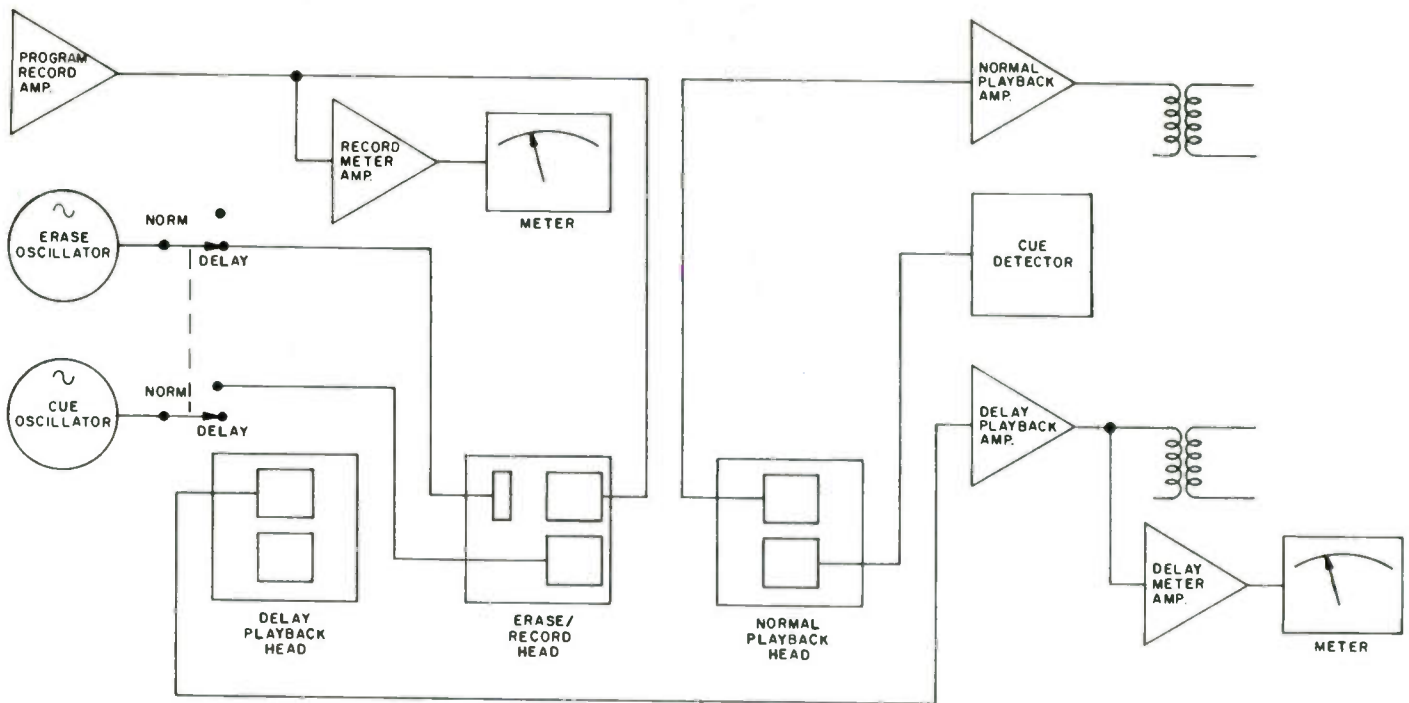 PROGRAM
RECORD
AMP.
RECORD
METER
AMP.
METER
NORMAL
PLAYBACK
AMP.
ERASE
OSCILLATOR
NORM
DELAY
CUE
DETECTOR
CUE
OSCILLATOR
NORM
DELAY
DELAY
PLAYBACK
AMP.
DELAY
PLAYBACK
HEAD
ERASE/
RECORD
HEAD
NORMAL
PLAYBACK
HEAD
DELAY
METER
AMP.
METER